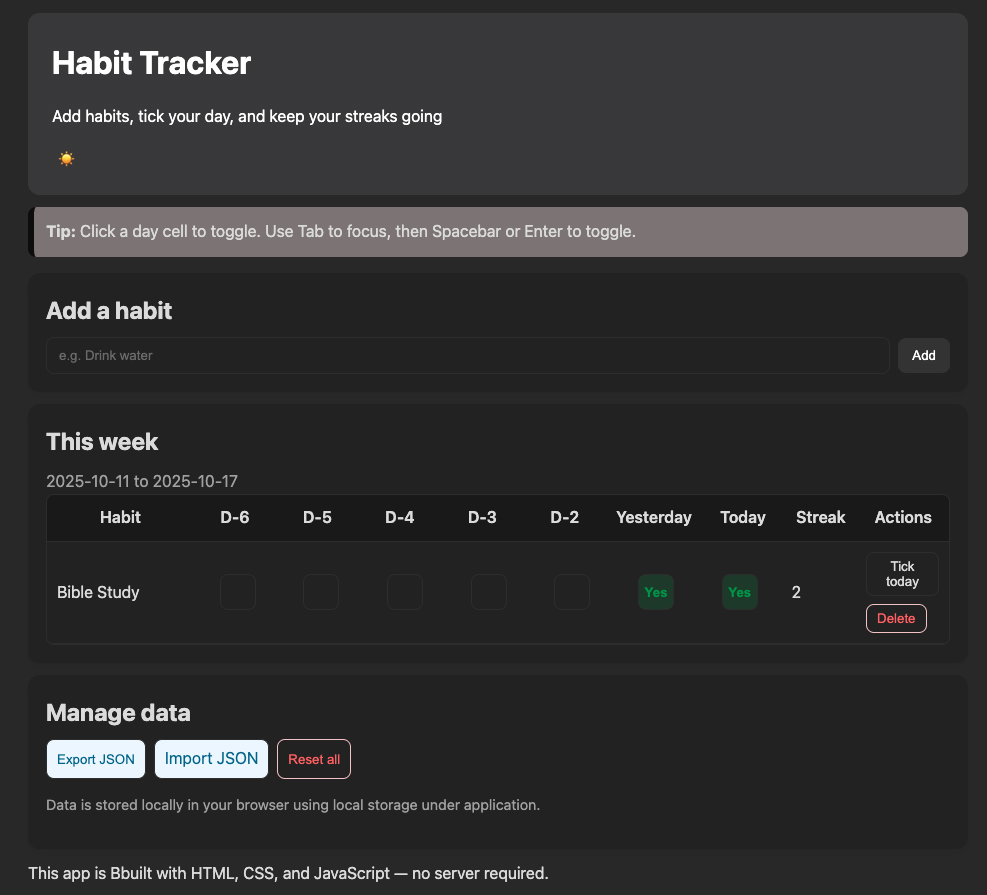 Habit Tracker
Add habits, tick your day, and keep your streaks going
Tip: Click a day cell to toggle. Use Tab to focus, then Spacebar or Enter to toggle.
Add a habit
e.g. Drink water
Add
This week
2025-10-11 to 2025-10-17
Habit D-6 D-5 D-4 D-3 D-2 Yesterday Today Streak Actions
Bible Study Yes Yes 2 Tick
today
Delete
Manage data
Export JSON Import JSON Reset all
Data is stored locally in your browser using local storage under application.
This app is Bbuilt with HTML, CSS, and JavaScript — no server required.